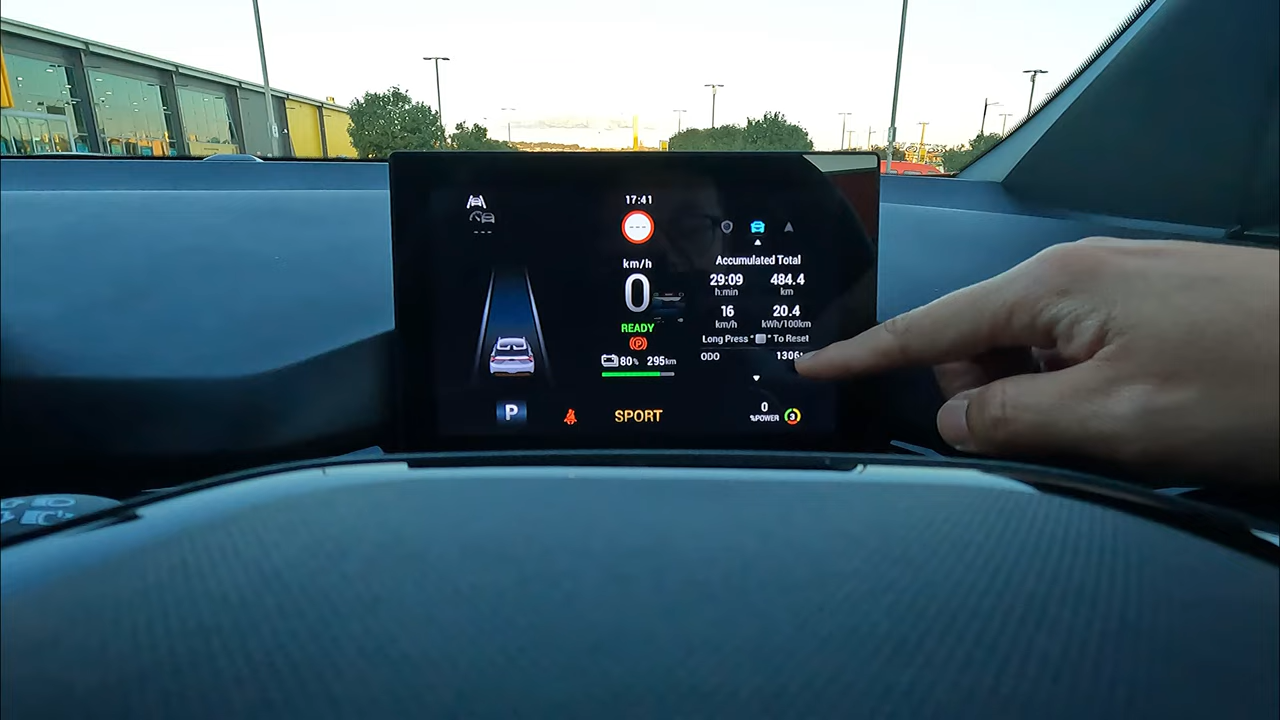 17:41
---
---
km/h
0
READY
P
80% 295km
Accumulated Total
29:09 484.4
h:min km
16 20.4
km/h kWh/100km
Long Press " " To Reset
ODO 1306
P
SPORT
0
%POWER
3